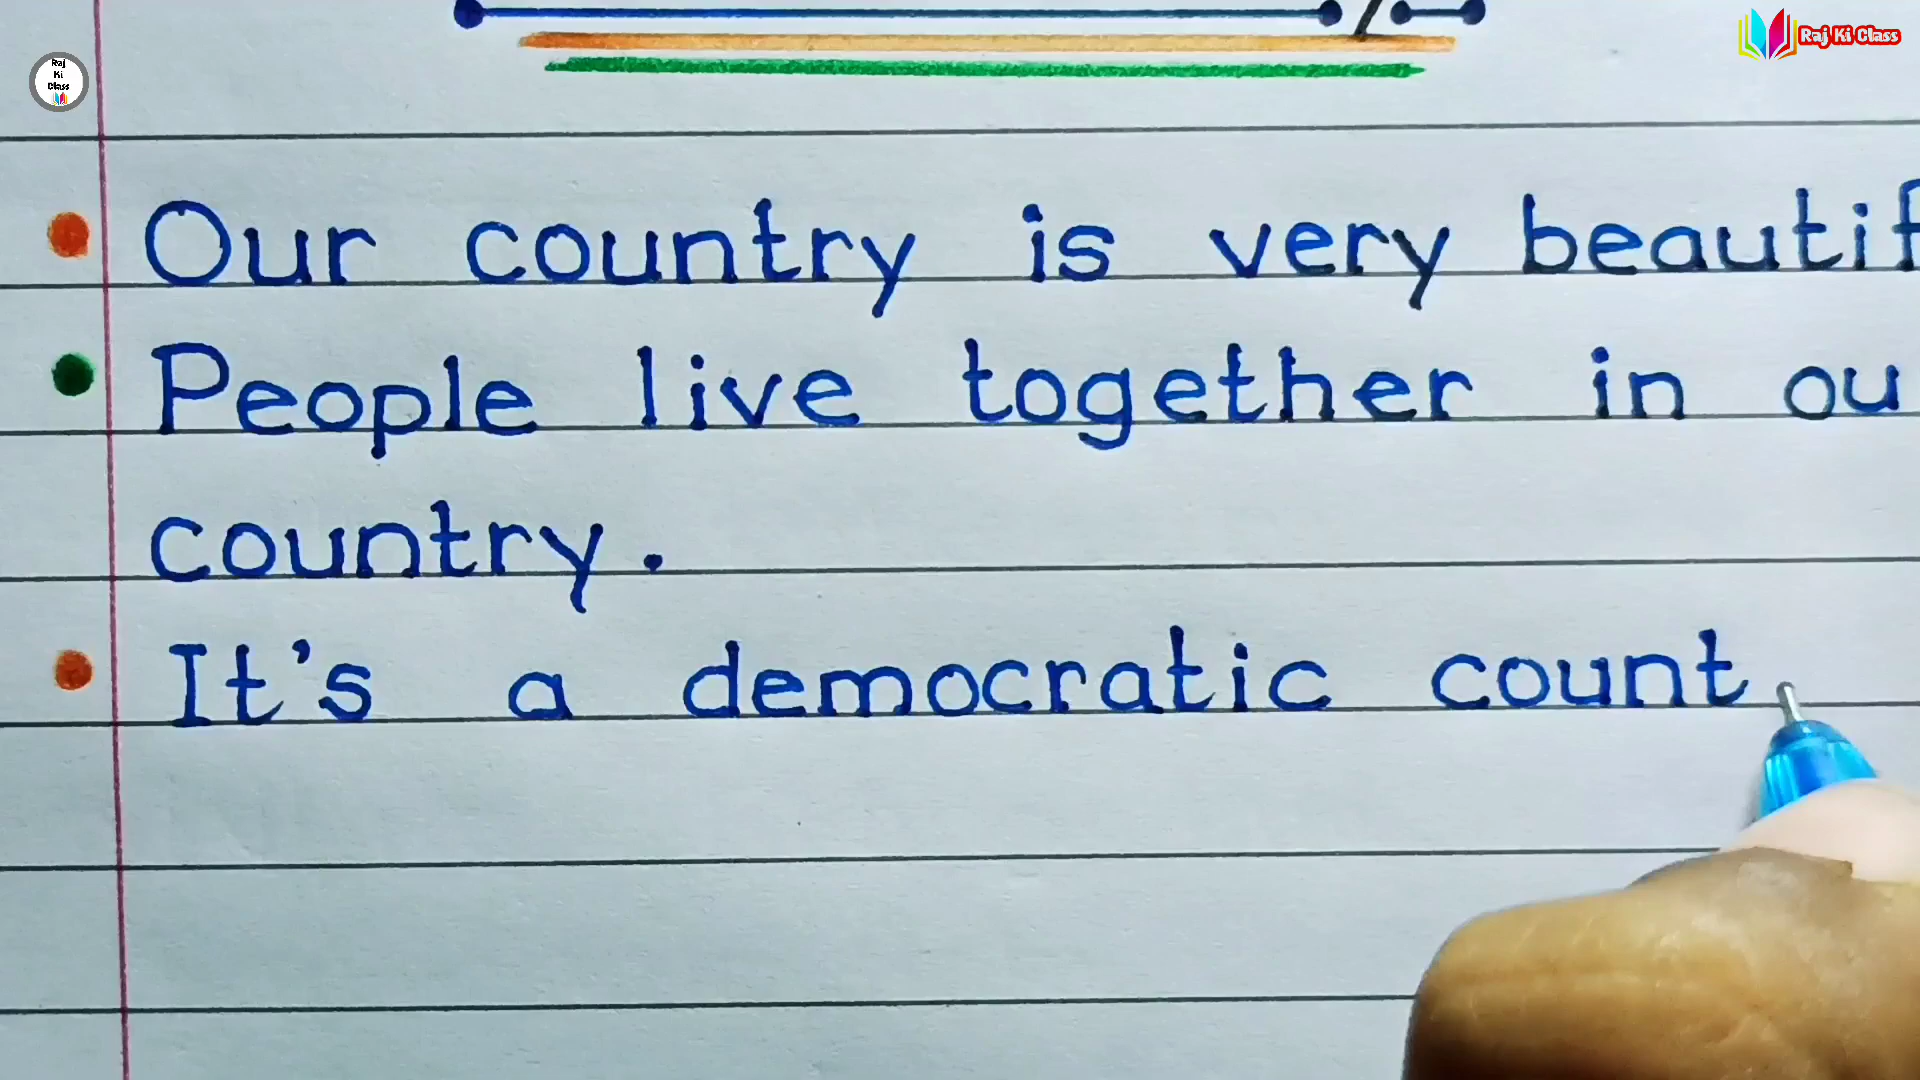 Raj Ki Class
Raj
Ki
Class
Our country is very beautif
People live together in ou
country.
It's a democratic count